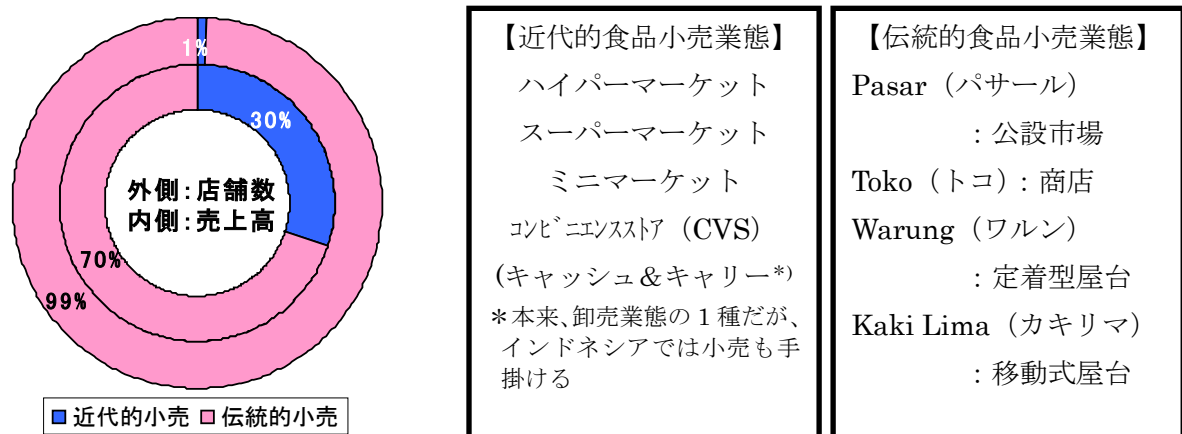 1%
30%
外側：店舗数
内側：売上高
70%
99%
近代的小売 伝統的小売
【近代的食品小売業態】
ハイパーマーケット
スーパーマーケット
ミニマーケット
ｺﾝﾋﾞﾆｴﾝｽｽﾄｱ（CVS）
(キャッシュ＆キャリー*)
＊本来、卸売業態の１種だが、
インドネシアでは小売も手
掛ける
【伝統的食品小売業態】
Pasar（パサール）
：公設市場
Toko（トコ）：商店
Warung（ワルン）
：定着型屋台
Kaki Lima（カキリマ）
：移動式屋台